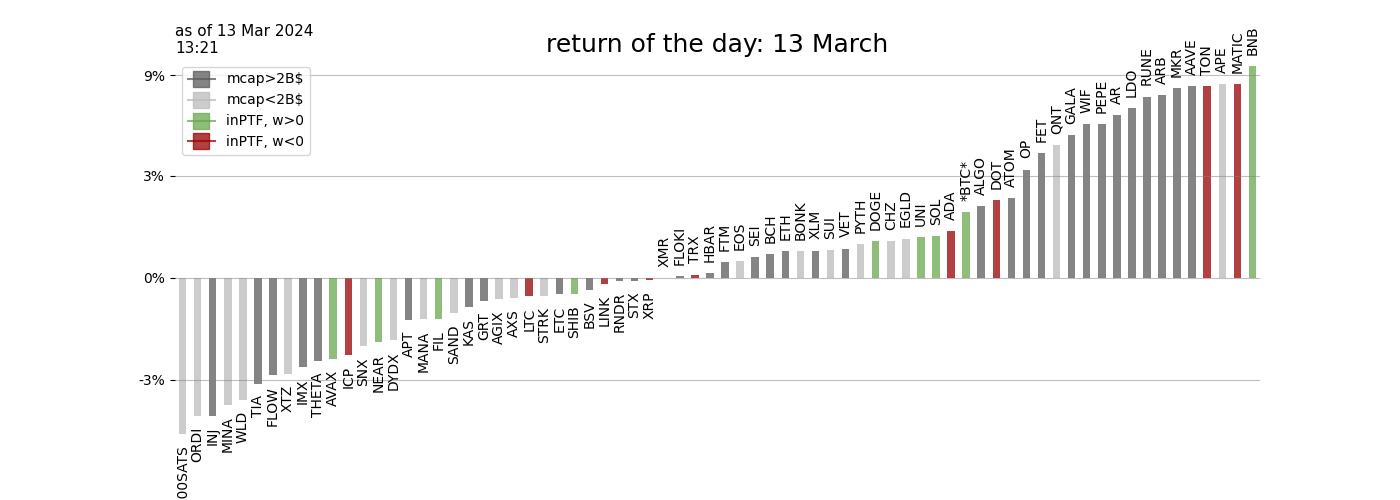 as of 13 Mar 2024
13:21
return of the day: 13 March
mcap>2B$
mcap<2B$
inPTF, w>0
inPTF, w<0
9%
3%
0%
-3%
00SATS
ORDI
INJ
MINA
WLD
TIA
FLOW
XTZ
IMX
THETA
AVAX
ICP
SNX
NEAR
DYDX
APT
MANA
FIL
SAND
KAS
GRT
AGIX
AXS
LTC
STRK
ETC
SHIB
BSV
LINK
RNDR
STX
XRP
XMR
FLOKI
TRX
HBAR
FTM
EOS
SEI
BCH
ETH
BONK
XLM
SUI
VET
PYTH
DOGE
CHZ
EGLD
UNI
SOL
ADA
*BTC*
ALGO
DOT
ATOM
OP
FET
QNT
GALA
WIF
PEPE
AR
LDO
RUNE
ARB
MKR
AAVE
TON
APE
MATIC
BNB